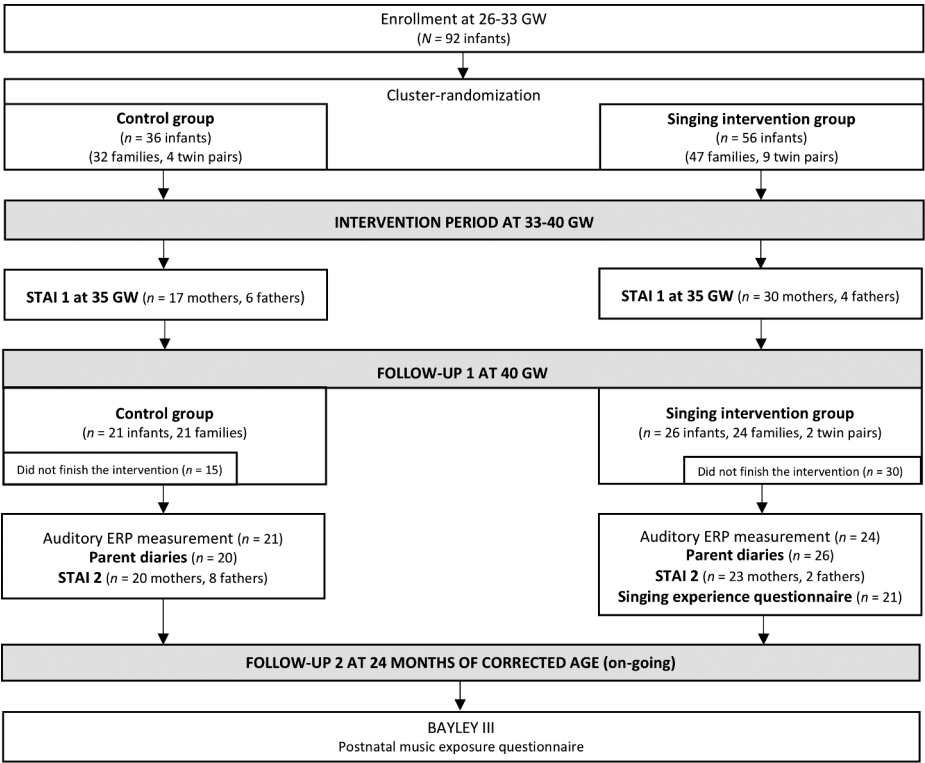 Enrollment at 26-33 GW
(N = 92 infants)
Cluster-randomization
Control group
(n = 36 infants)
(32 families, 4 twin pairs)
Singing intervention group
(n = 56 infants)
(47 families, 9 twin pairs)
INTERVENTION PERIOD AT 33-40 GW
STAI 1 at 35 GW (n = 17 mothers, 6 fathers)
STAI 1 at 35 GW (n = 30 mothers, 4 fathers)
FOLLOW-UP 1 AT 40 GW
Control group
(n = 21 infants, 21 families)
Did not finish the intervention (n = 15)
Singing intervention group
(n = 26 infants, 24 families, 2 twin pairs)
Did not finish the intervention (n = 30)
Auditory ERP measurement (n = 21)
Parent diaries (n = 20)
STAI 2 (n = 20 mothers, 8 fathers)
Auditory ERP measurement (n = 24)
Parent diaries (n = 26)
STAI 2 (n = 23 mothers, 2 fathers)
Singing experience questionnaire (n = 21)
FOLLOW-UP 2 AT 24 MONTHS OF CORRECTED AGE (on-going)
BAYLEY III
Postnatal music exposure questionnaire